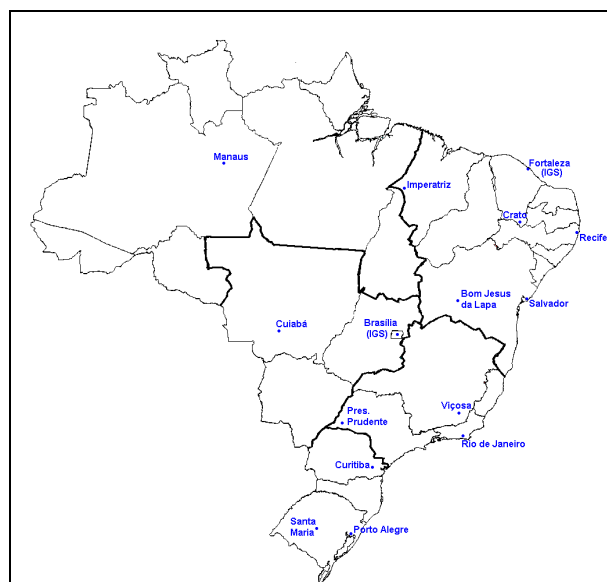 Manaus
Fortaleza
(IGS)
Imperatriz
Crato
Recife
Bom Jesus
da Lapa
Salvador
Cuiabá
Brasília
(IGS)
Viçosa
Pres.
Prudente
Rio de Janeiro
Curitiba
Santa
Maria
Porto Alegre